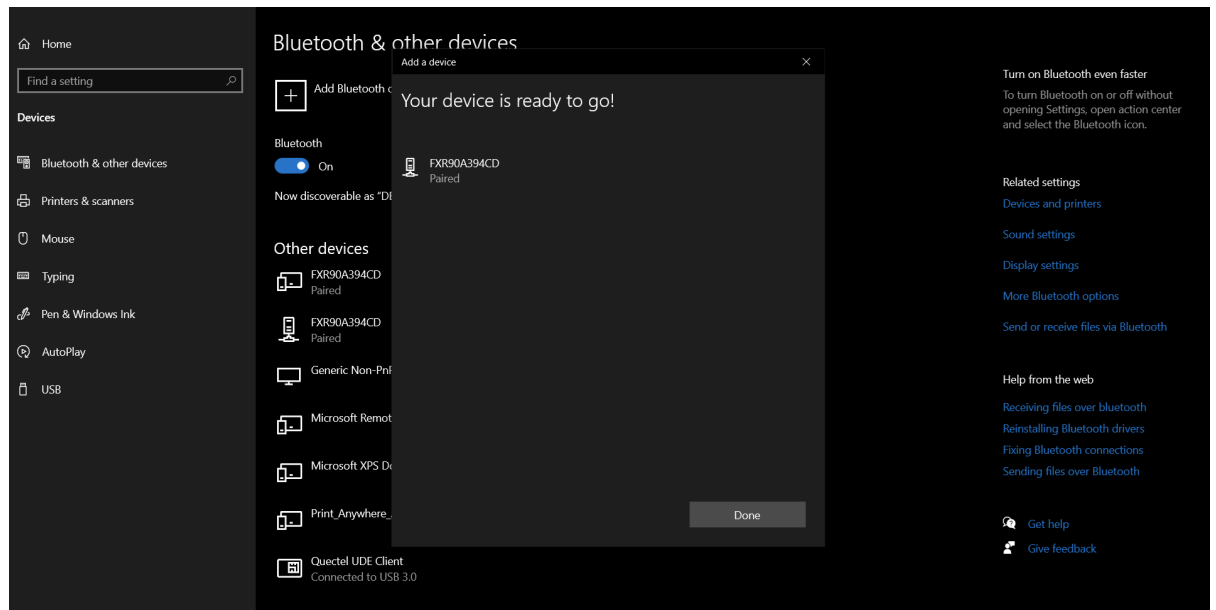 Home
Find a setting
Devices
Bluetooth & other devices
Printers & scanners
Mouse
Typing
Pen & Windows Ink
AutoPlay
USB
Bluetooth & other devices
Add Bluetooth
Bluetooth
On
Now discoverable as "DE
Other devices
FXR90A394CD
Paired
FXR90A394CD
Paired
Generic Non-PnP
Microsoft Remot
Microsoft XPS Do
Print_Anywhere_
Quectel UDE Client
Connected to USB 3.0
Add a device
Your device is ready to go!
FXR90A394CD
Paired
Done
Turn on Bluetooth even faster
To turn Bluetooth on or off without
opening Settings, open action center
and select the Bluetooth icon.
Related settings
Devices and printers
Sound settings
Display settings
More Bluetooth options
Send or receive files via Bluetooth
Help from the web
Receiving files over bluetooth
Reinstalling Bluetooth drivers
Fixing Bluetooth connections
Sending files over Bluetooth
Get help
Give feedback